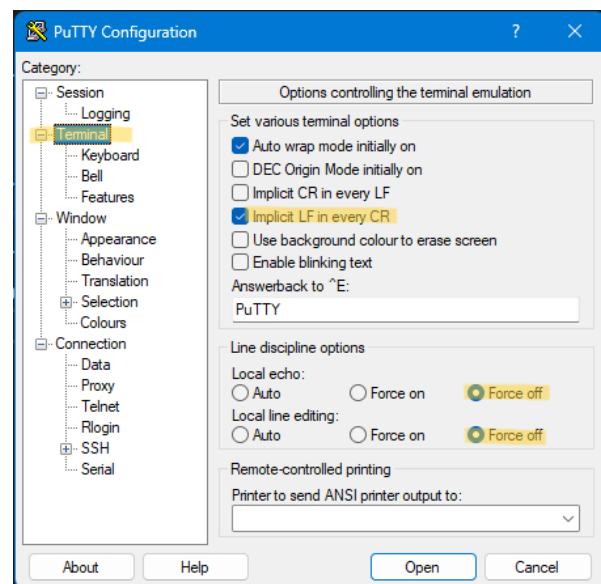 PuTTY Configuration
?
Category:
Session
Logging
Terminal
Keyboard
Bell
Features
Window
Appearance
Behaviour
Translation
Selection
Colours
Connection
Data
Proxy
Telnet
Rlogin
SSH
Serial
Options controlling the terminal emulation
Set various terminal options
Auto wrap mode initially on
DEC Origin Mode initially on
Implicit CR in every LF
Implicit LF in every CR
Use background colour to erase screen
Enable blinking text
Answerback to ^E:
PuTTY
Line discipline options
Local echo:
Auto Force on Force off
Local line editing:
Auto Force on Force off
Remote-controlled printing
Printer to send ANSI printer output to:
About Help Open Cancel